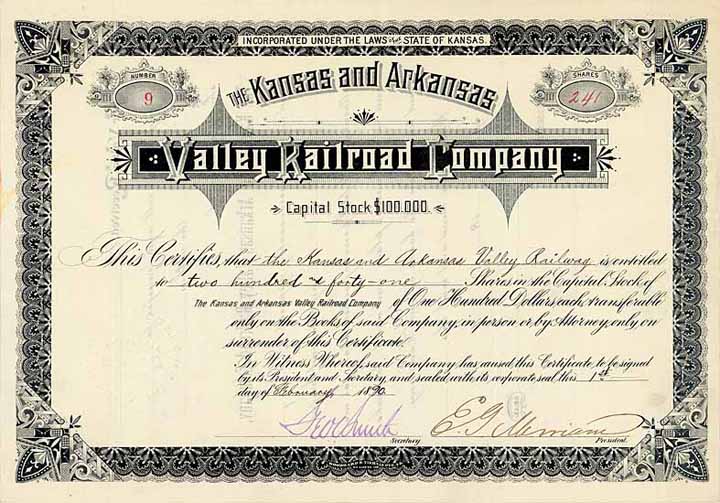 INCORPORATED UNDER THE LAWS OF THE STATE OF KANSAS.
NUMBER
9
THE Kansas and Arkansas
SHARES
241
Valley Railroad Company
Capital Stock $100.000.
This Certifies, that the Kansas and Arkansas Valley Railway is entitled
to two hundred & forty-one Shares in the Capital Stock of
The Kansas and Arkansas Valley Railroad Company of One Hundred Dollars each, transferable
only on the Books of said Company, in person or by Attorney, only on
surrender of this Certificate.
In Witness Whereof, said Company has caused this Certificate to be signed
by its President and Secretary, and sealed with its corporate seal this 1st
day of February 1890
Smith
E. G. Merriam
Secretary
President.